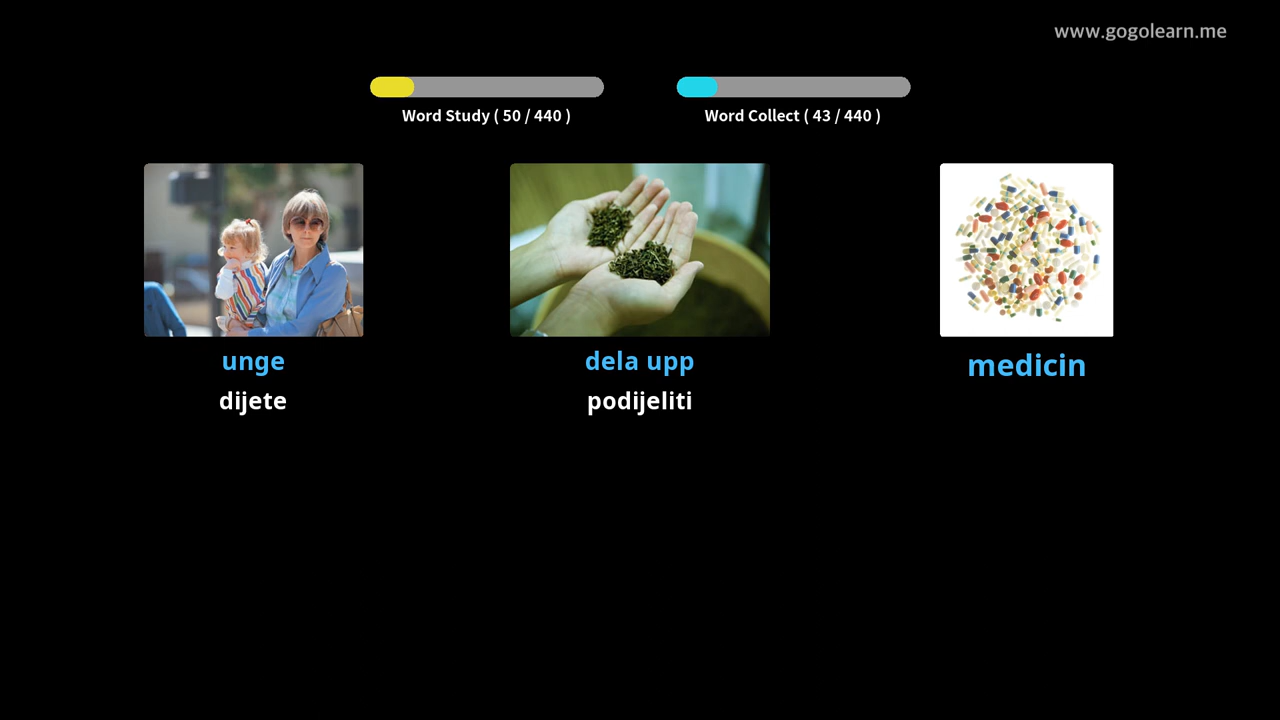 www.gogolearn.me
Word Study ( 50 / 440 )
Word Collect ( 43 / 440 )
unge
dijete
dela upp
podijeliti
medicin